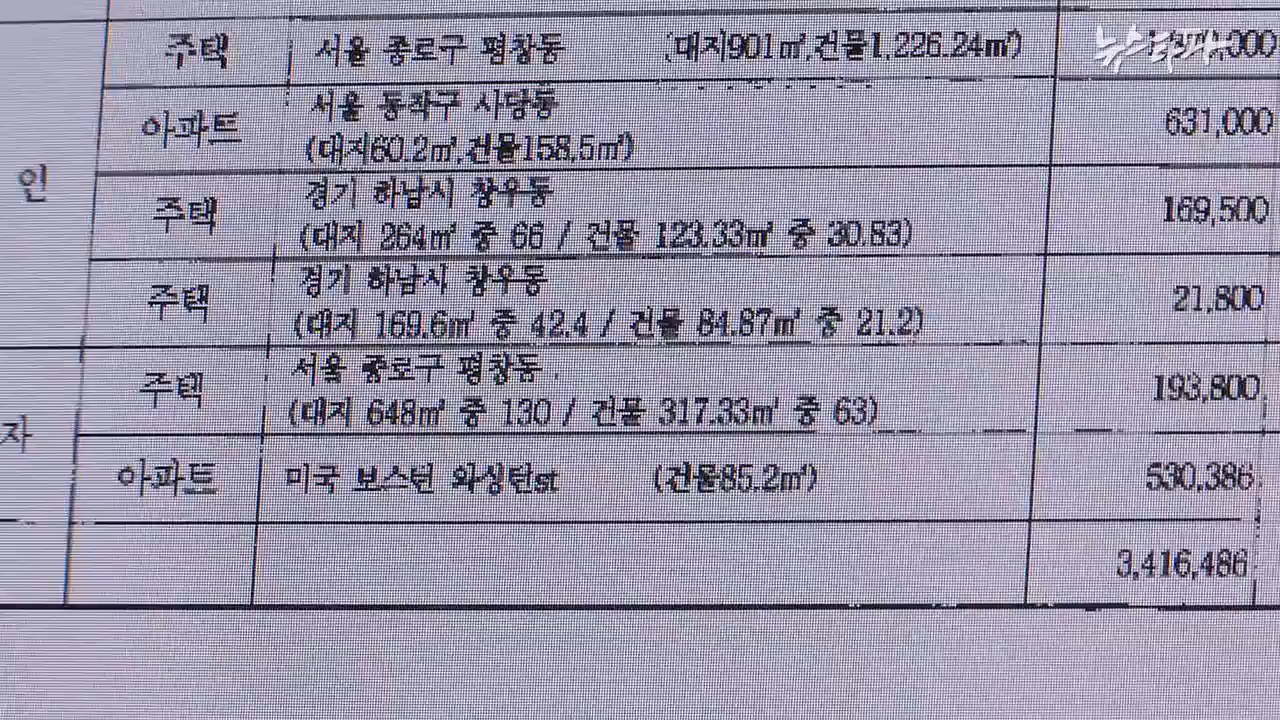 주택 서울 종로구 평창동 (대지901㎡,건물1,226.24㎡)
뉴스타파
인
아파트 서울 동작구 사당동
(대지60.2㎡,건물158.5㎡) 631,000
주택 경기 하남시 창우동
(대지 264㎡ 중 66 / 건물 123.33㎡ 중 30.83) 169,500
주택 경기 하남시 창우동
(대지 169.6㎡ 중 42.4 / 건물 84.87㎡ 중 21.2) 21,800
자
주택 서울 종로구 평창동
(대지 648㎡ 중 130 / 건물 317.33㎡ 중 63) 193,800
아파트 미국 보스턴 와싱턴st (건물85.2㎡) 530,386
3,416,486